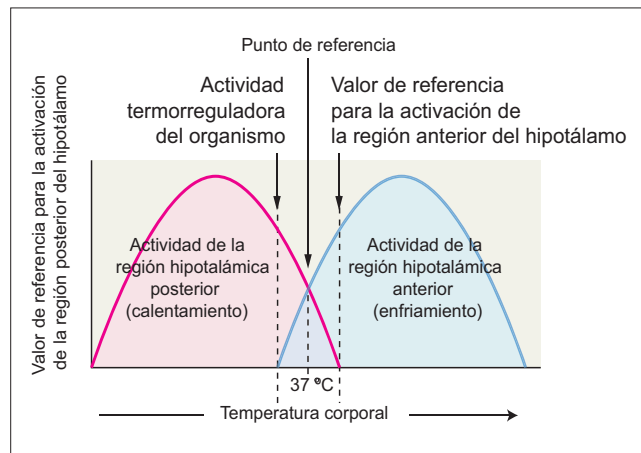 Punto de referencia
Actividad
termorreguladora
del organismo
Valor de referencia
para la activación de
la región anterior del hipotálamo
Valor de referencia para la activación
de la región posterior del hipotálamo
Actividad de la
región hipotalámica
posterior
(calentamiento)
Actividad de la
región hipotalámica
anterior
(enfriamiento)
37 ºC
Temperatura corporal